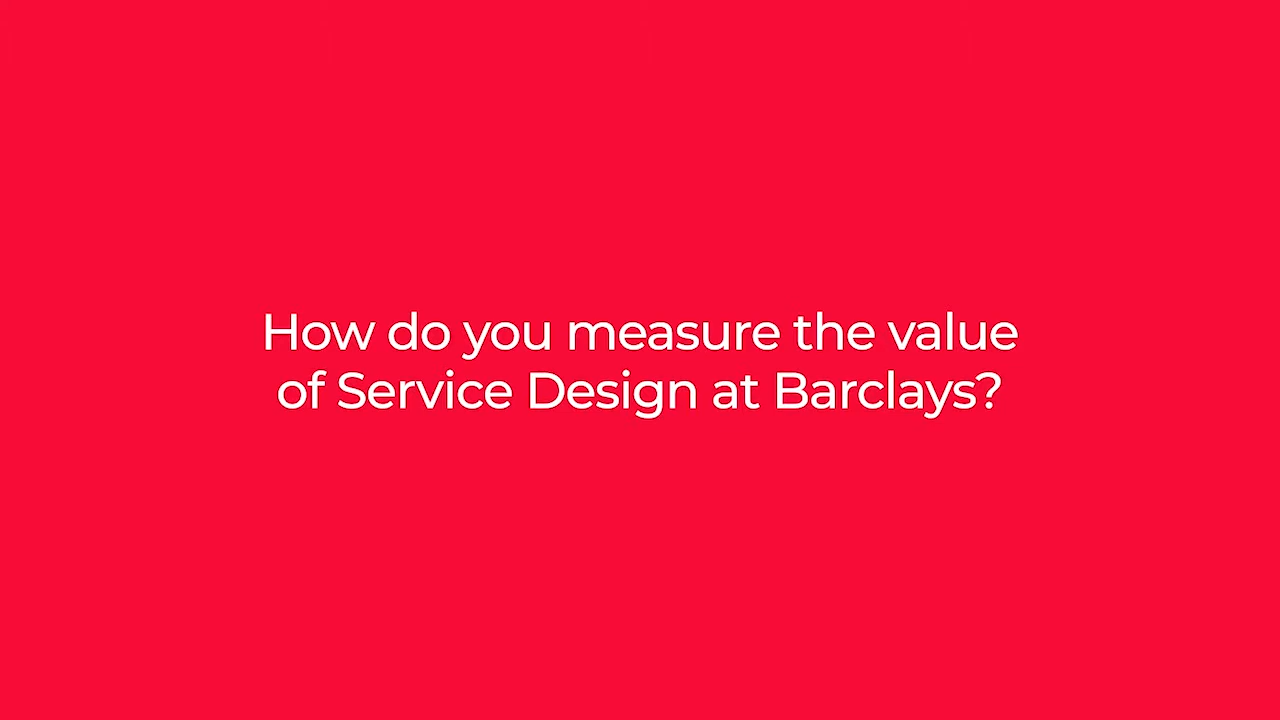 How do you measure the value
of Service Design at Barclays?